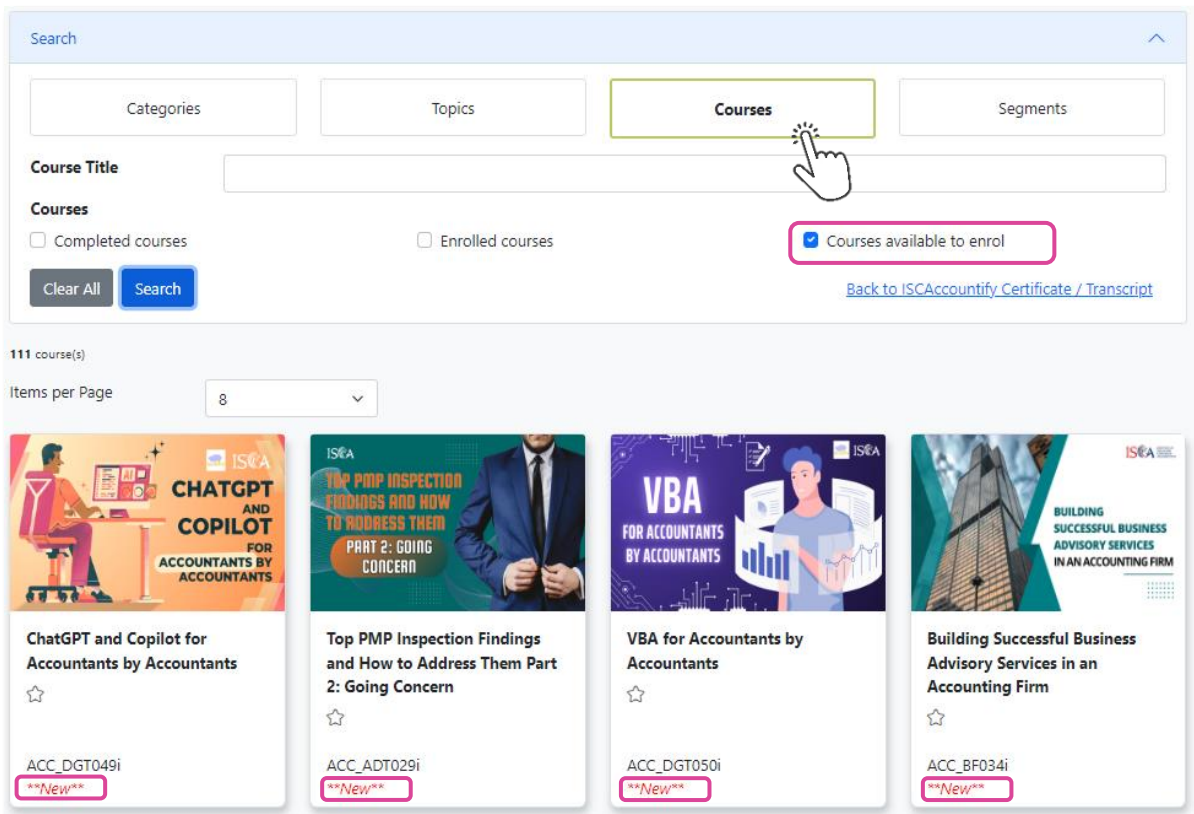 Search
Categories
Topics
Courses
Segments
Course Title
Courses
Completed courses
Enrolled courses
Courses available to enrol
Clear All
Search
Back to ISCAccountify Certificate / Transcript
111 course(s)
Items per Page
8
ISCA
AI
CHATGPT
AND
COPILOT
FOR
ACCOUNTANTS BY
ACCOUNTANTS
ChatGPT and Copilot for
Accountants by Accountants
ACC_DGT049i
**New**
ISCA
TOP PMP INSPECTION
FINDINGS AND HOW
TO ADDRESS THEM
PART 2: GOING
CONCERN
Top PMP Inspection Findings
and How to Address Them Part
2: Going Concern
ACC_ADT029i
**New**
ISCA
VBA
FOR ACCOUNTANTS
BY ACCOUNTANTS
VBA for Accountants by
Accountants
ACC_DGT050i
**New**
ISCA
BUILDING
SUCCESSFUL BUSINESS
ADVISORY SERVICES
IN AN ACCOUNTING FIRM
Building Successful Business
Advisory Services in an
Accounting Firm
ACC_BF034i
**New**